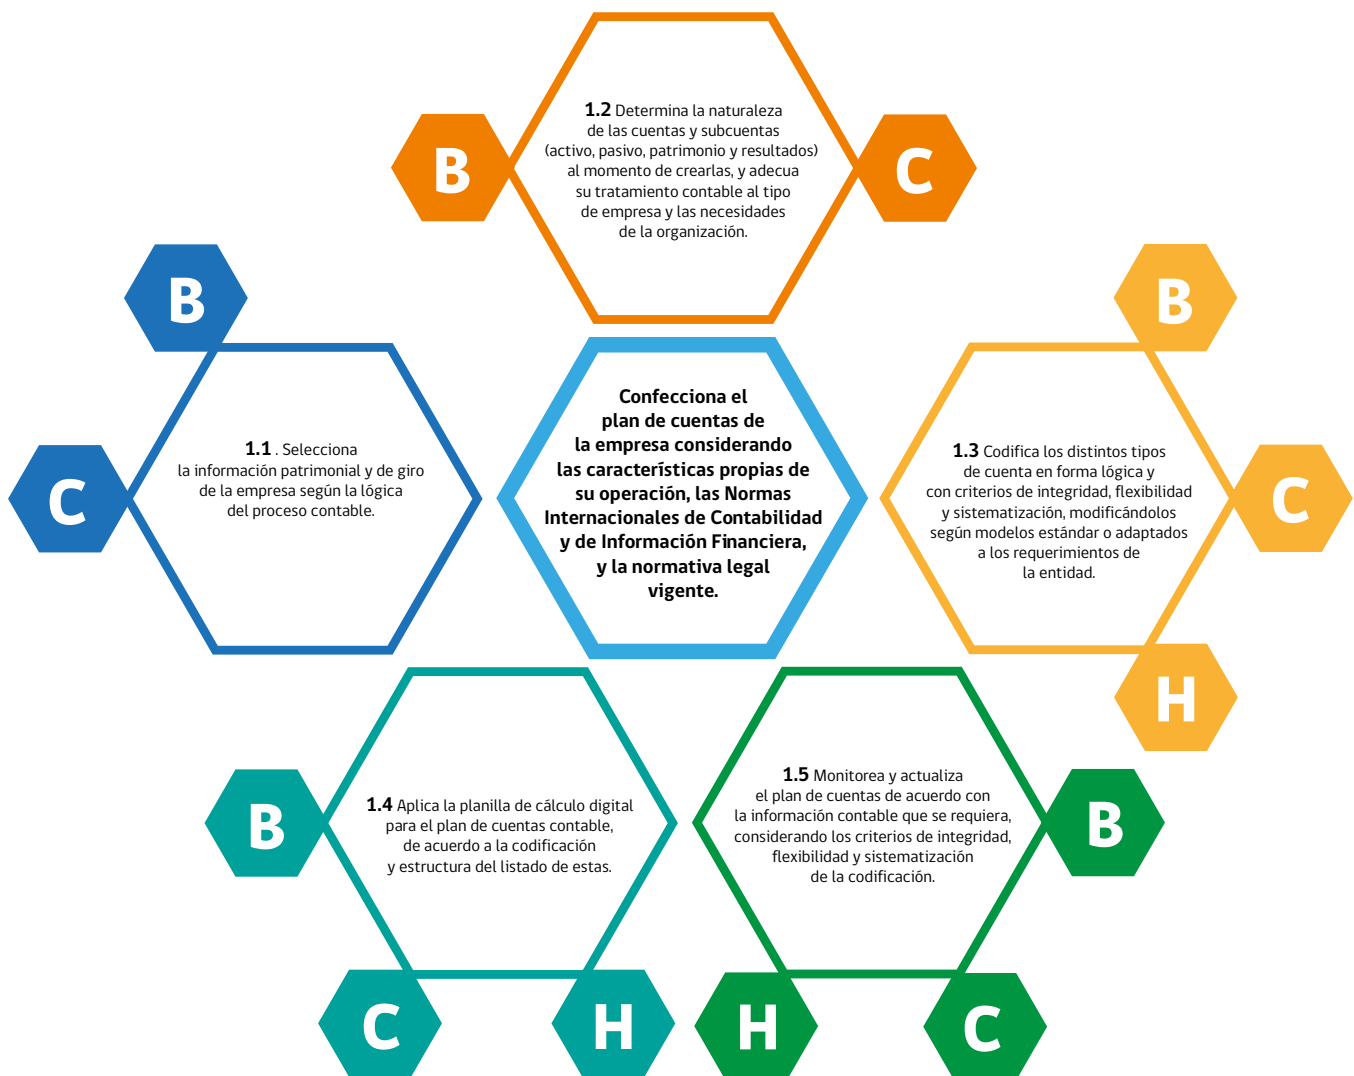 1.2 Determina la naturaleza
de las cuentas y subcuentas
(activo, pasivo, patrimonio y resultados)
al momento de crearlas, y adecua
su tratamiento contable al tipo
de empresa y las necesidades
de la organización.
B
C
B
C
1.1 . Selecciona
la información patrimonial y de giro
de la empresa según la lógica
del proceso contable.
Confecciona el
plan de cuentas de
la empresa considerando
las características propias de
su operación, las Normas
Internacionales de Contabilidad
y de Información Financiera,
y la normativa legal
vigente.
B
1.3 Codifica los distintos tipos
de cuenta en forma lógica y
con criterios de integridad, flexibilidad
y sistematización, modificándolos
según modelos estándar o adaptados
a los requerimientos de
la entidad.
C
H
1.4 Aplica la planilla de cálculo digital
para el plan de cuentas contable,
de acuerdo a la codificación
y estructura del listado de estas.
B
C
H
1.5 Monitorea y actualiza
el plan de cuentas de acuerdo con
la información contable que se requiera,
considerando los criterios de integridad,
flexibilidad y sistematización
de la codificación.
B
H
C